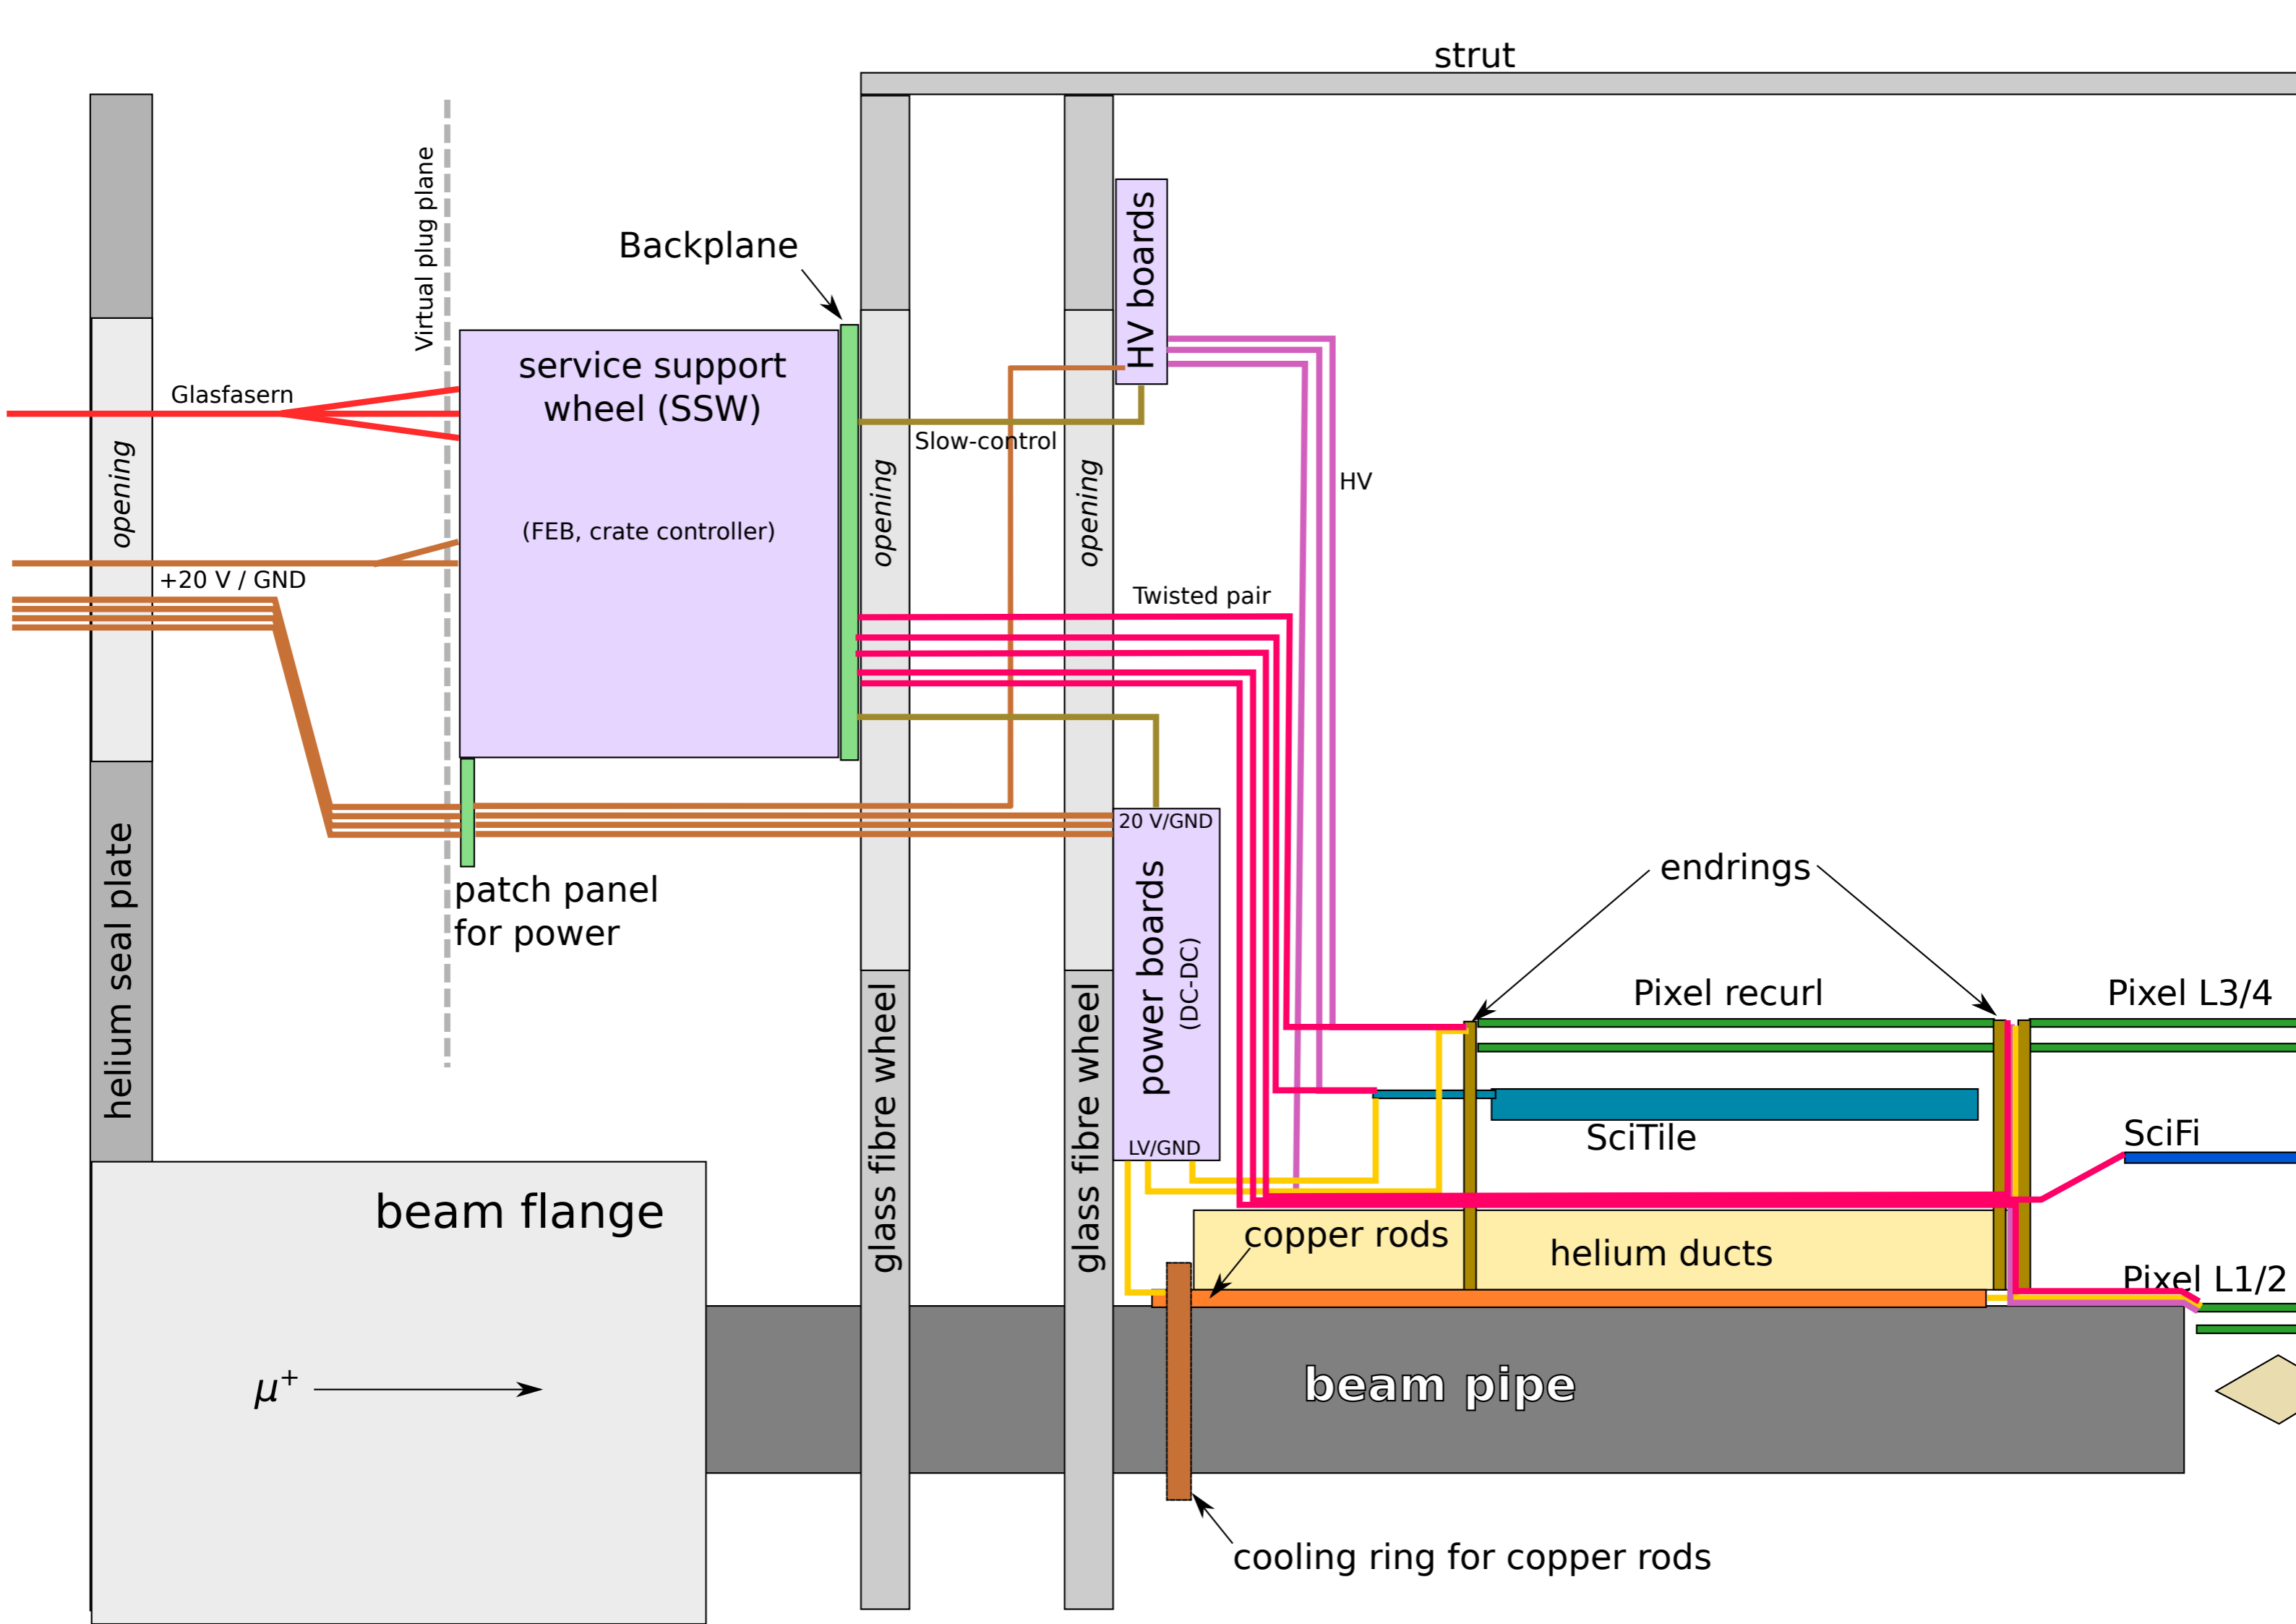 strut
Virtual plug plane
HV boards
Backplane
service support
wheel (SSW)
Glasfasern
Slow-control
opening
opening
opening
HV
(FEB, crate controller)
+20 V / GND
Twisted pair
20 V/GND
power boards
(DC-DC)
LV/GND
helium seal plate
patch panel
for power
endrings
glass fibre wheel
glass fibre wheel
Pixel recurl
Pixel L3/4
SciTile
SciFi
beam flange
copper rods
helium ducts
Pixel L1/2
μ+
beam pipe
cooling ring for copper rods